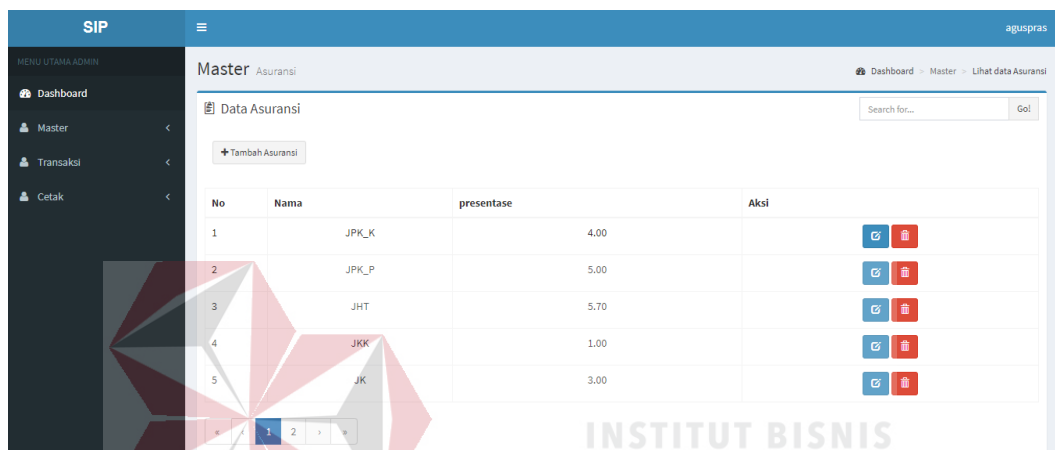 SIP
aguspras
MENU UTAMA ADMIN
Dashboard
Master
Transaksi
Cetak
Master Asuransi
Dashboard > Master > Lihat data Asuransi
Data Asuransi
Search for... Go!
+Tambah Asuransi
No Nama presentase Aksi
1 JPK_K 4.00
2 JPK_P 5.00
3 JHT 5.70
4 JKK 1.00
5 JK 3.00
« ‹ 1 2 › »
INSTITUT BISNIS